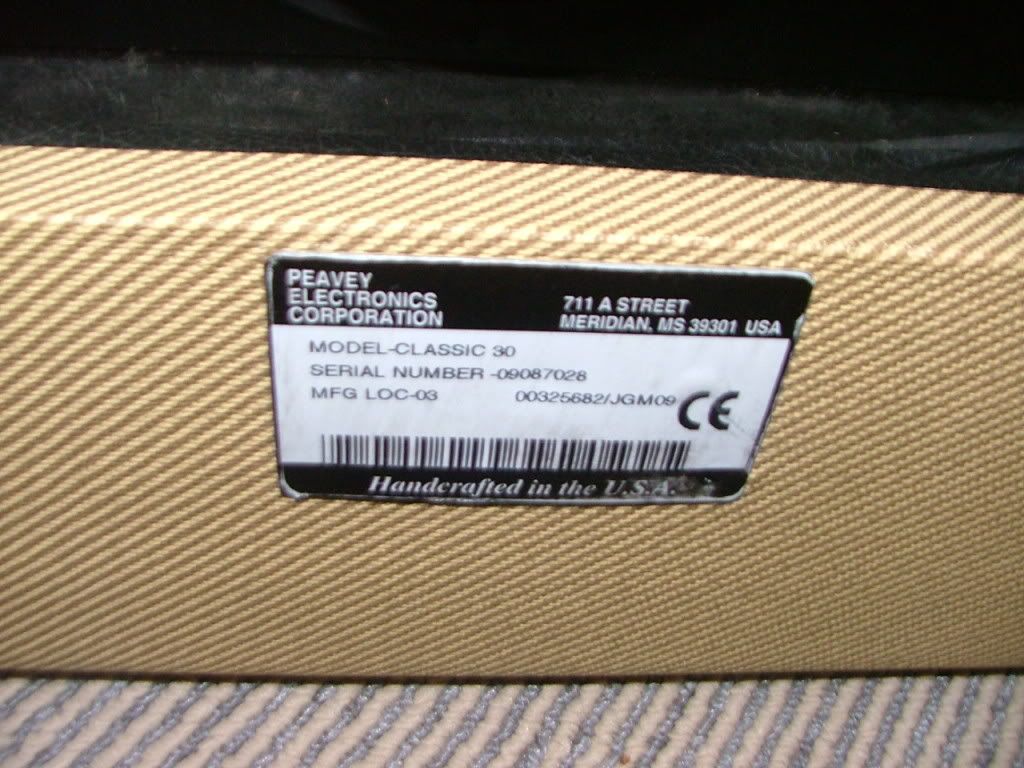 PEAVEY
ELECTRONICS
CORPORATION
711 A STREET
MERIDIAN, MS 39301 USA
MODEL-CLASSIC 30
SERIAL NUMBER -09087028
MFG LOC-03 00325682/JGM09
CE
Handcrafted in the U.S.A.